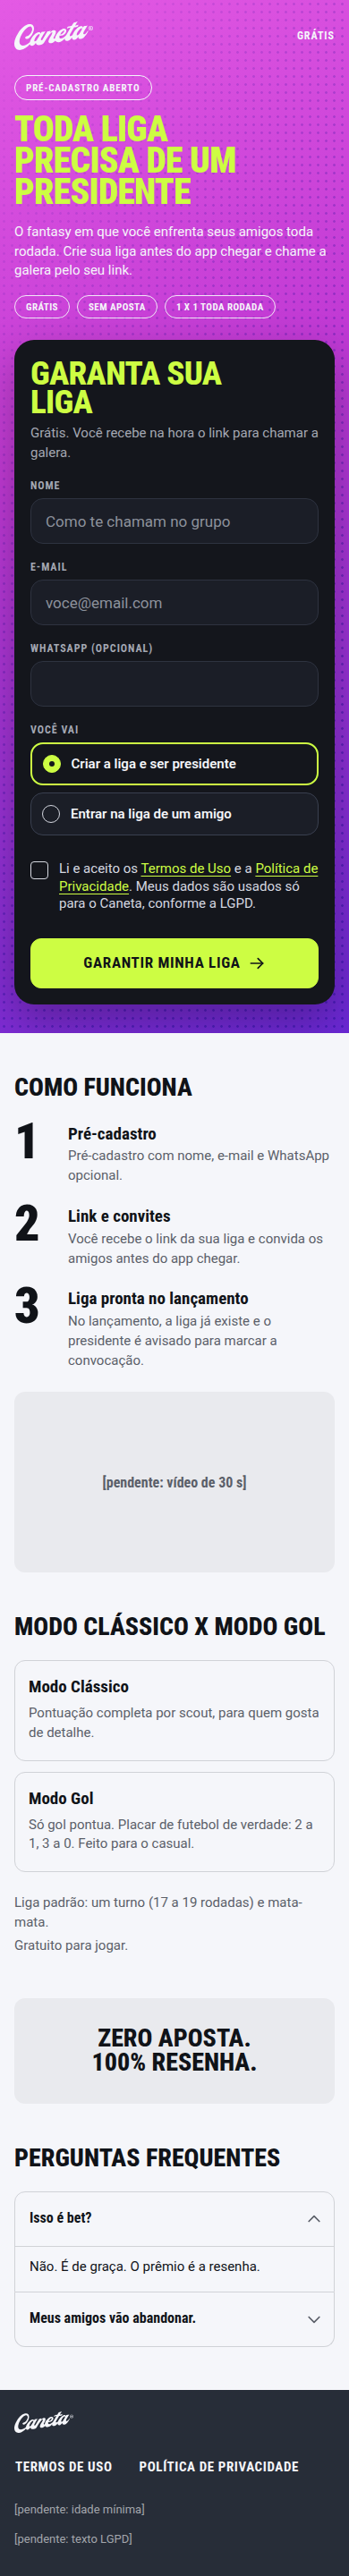 Caneta®
GRÁTIS
PRÉ-CADASTRO ABERTO
TODA LIGA
PRECISA DE UM
PRESIDENTE
O fantasy em que você enfrenta seus amigos toda
rodada. Crie sua liga antes do app chegar e chame a
galera pelo seu link.
GRÁTIS
SEM APOSTA
1 X 1 TODA RODADA
GARANTA SUA
LIGA
Grátis. Você recebe na hora o link para chamar a
galera.
NOME
Como te chamam no grupo
E-MAIL
voce@email.com
WHATSAPP (OPCIONAL)
VOCÊ VAI
Criar a liga e ser presidente
Entrar na liga de um amigo
Li e aceito os Termos de Uso e a Política de
Privacidade. Meus dados são usados só
para o Caneta, conforme a LGPD.
GARANTIR MINHA LIGA →
COMO FUNCIONA
1
Pré-cadastro
Pré-cadastro com nome, e-mail e WhatsApp
opcional.
2
Link e convites
Você recebe o link da sua liga e convida os
amigos antes do app chegar.
3
Liga pronta no lançamento
No lançamento, a liga já existe e o
presidente é avisado para marcar a
convocação.
[pendente: vídeo de 30 s]
MODO CLÁSSICO X MODO GOL
Modo Clássico
Pontuação completa por scout, para quem gosta
de detalhe.
Modo Gol
Só gol pontua. Placar de futebol de verdade: 2 a
1, 3 a 0. Feito para o casual.
Liga padrão: um turno (17 a 19 rodadas) e mata-
mata.
Gratuito para jogar.
ZERO APOSTA.
100% RESENHA.
PERGUNTAS FREQUENTES
Isso é bet?
Não. É de graça. O prêmio é a resenha.
Meus amigos vão abandonar.
Caneta®
TERMOS DE USO
POLÍTICA DE PRIVACIDADE
[pendente: idade mínima]
[pendente: texto LGPD]